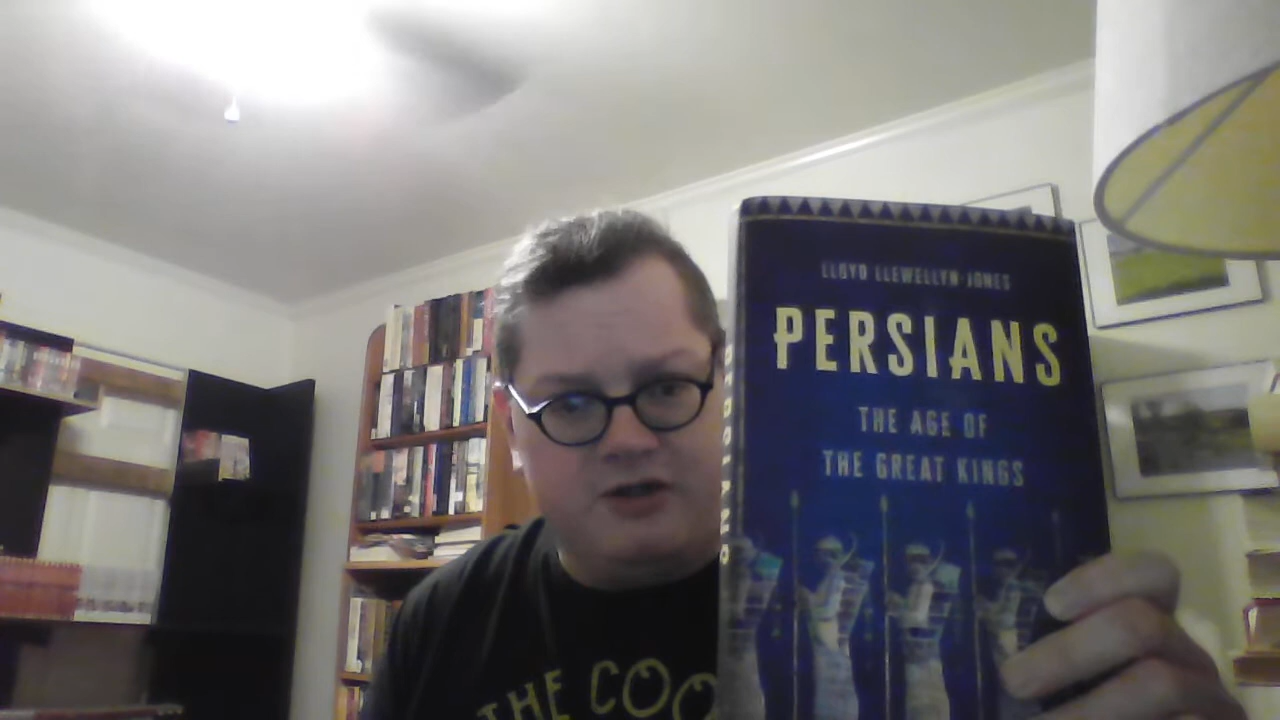 LLOYD LLEWELLYN-JONES
PERSIANS
THE AGE OF
THE GREAT KINGS
THE COO